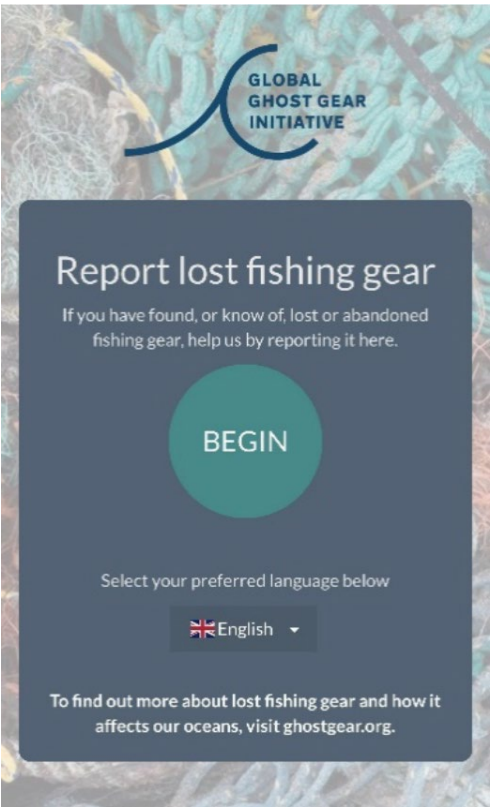 GLOBAL
GHOST GEAR
INITIATIVE
Report lost fishing gear
If you have found, or know of, lost or abandoned
fishing gear, help us by reporting it here.
BEGIN
Select your preferred language below
English
To find out more about lost fishing gear and how it
affects our oceans, visit ghostgear.org.